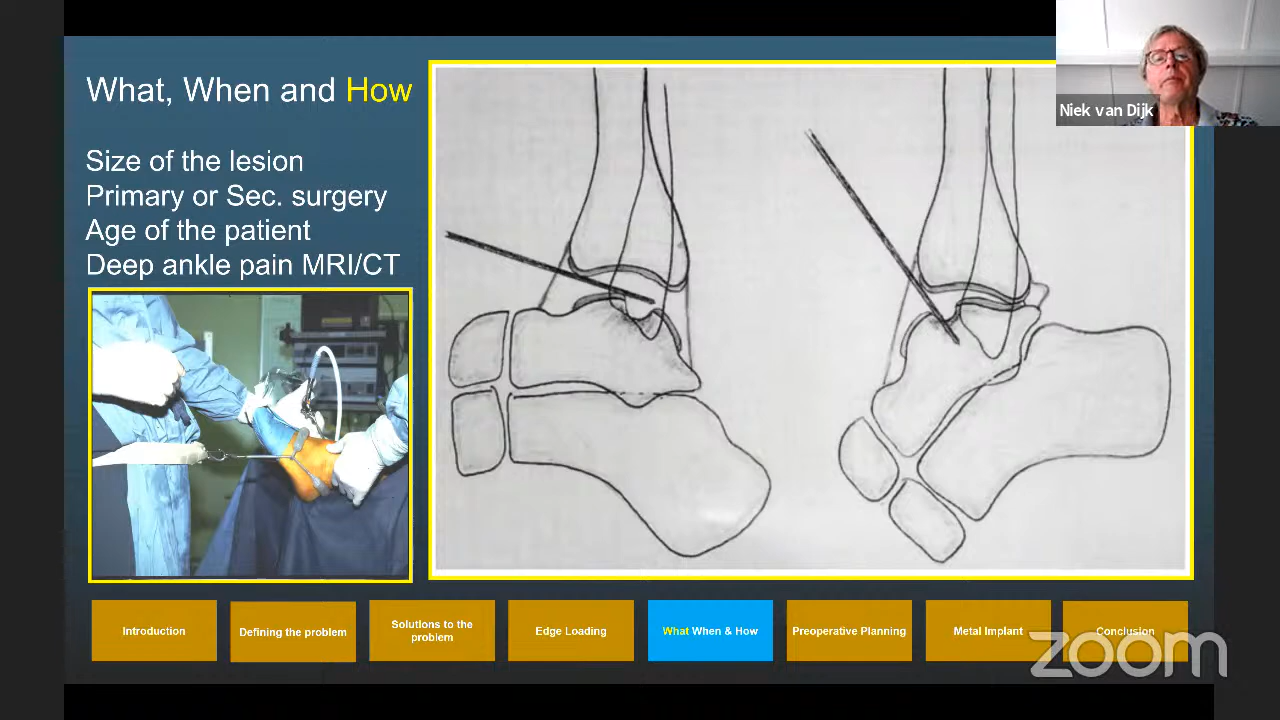 What, When and How
Size of the lesion
Primary or Sec. surgery
Age of the patient
Deep ankle pain MRI/CT
Niek van Dijk
Introduction
Defining the problem
Solutions to the
problem
Edge Loading
What When & How
Preoperative Planning
Metal Implant
Conclusion
zoom